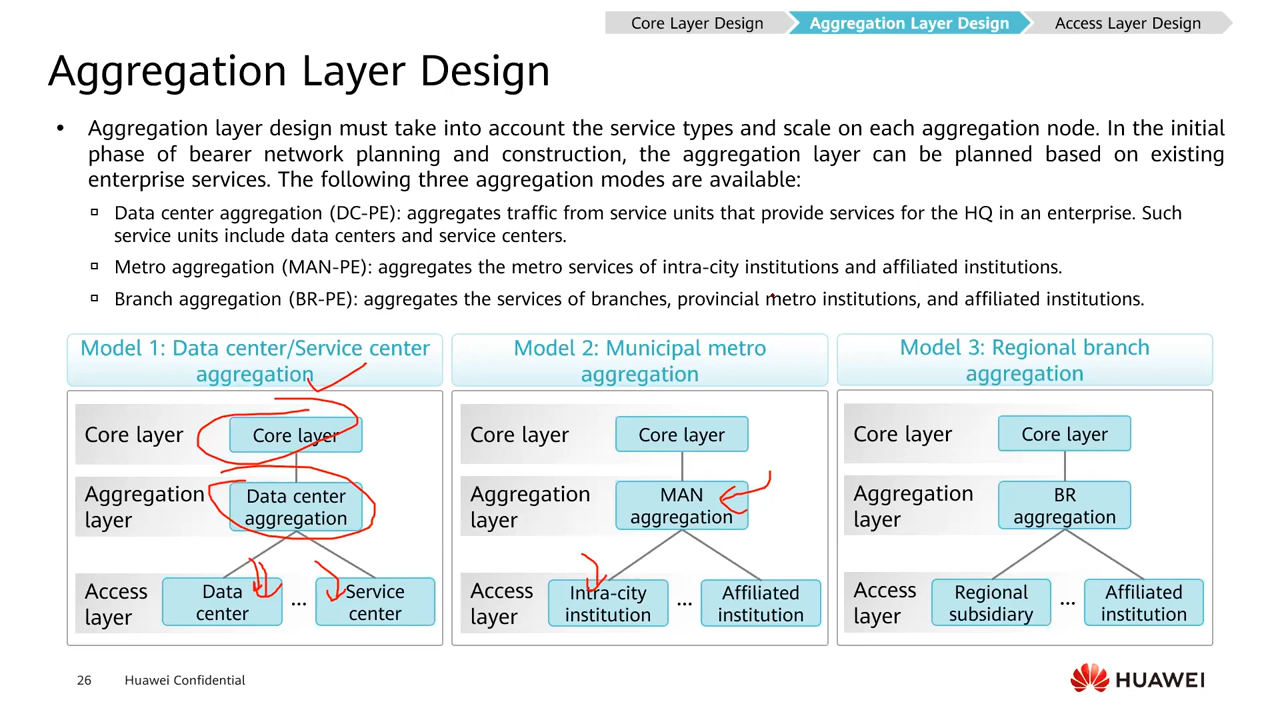 Core Layer Design
Aggregation Layer Design
Access Layer Design
Aggregation Layer Design
• Aggregation layer design must take into account the service types and scale on each aggregation node. In the initial
phase of bearer network planning and construction, the aggregation layer can be planned based on existing
enterprise services. The following three aggregation modes are available:
Data center aggregation (DC-PE): aggregates traffic from service units that provide services for the HQ in an enterprise. Such
service units include data centers and service centers.
Metro aggregation (MAN-PE): aggregates the metro services of intra-city institutions and affiliated institutions.
Branch aggregation (BR-PE): aggregates the services of branches, provincial metro institutions, and affiliated institutions.
Model 1: Data center/Service center
aggregation
Core layer
Core layer
Aggregation
layer
Data center
aggregation
Access
layer
Data
center
...
Service
center
Model 2: Municipal metro
aggregation
Core layer
Core layer
Aggregation
layer
MAN
aggregation
Access
layer
Intra-city
institution
...
Affiliated
institution
Model 3: Regional branch
aggregation
Core layer
Core layer
Aggregation
layer
BR
aggregation
Access
layer
Regional
subsidiary
...
Affiliated
institution
26
Huawei Confidential
HUAWEI